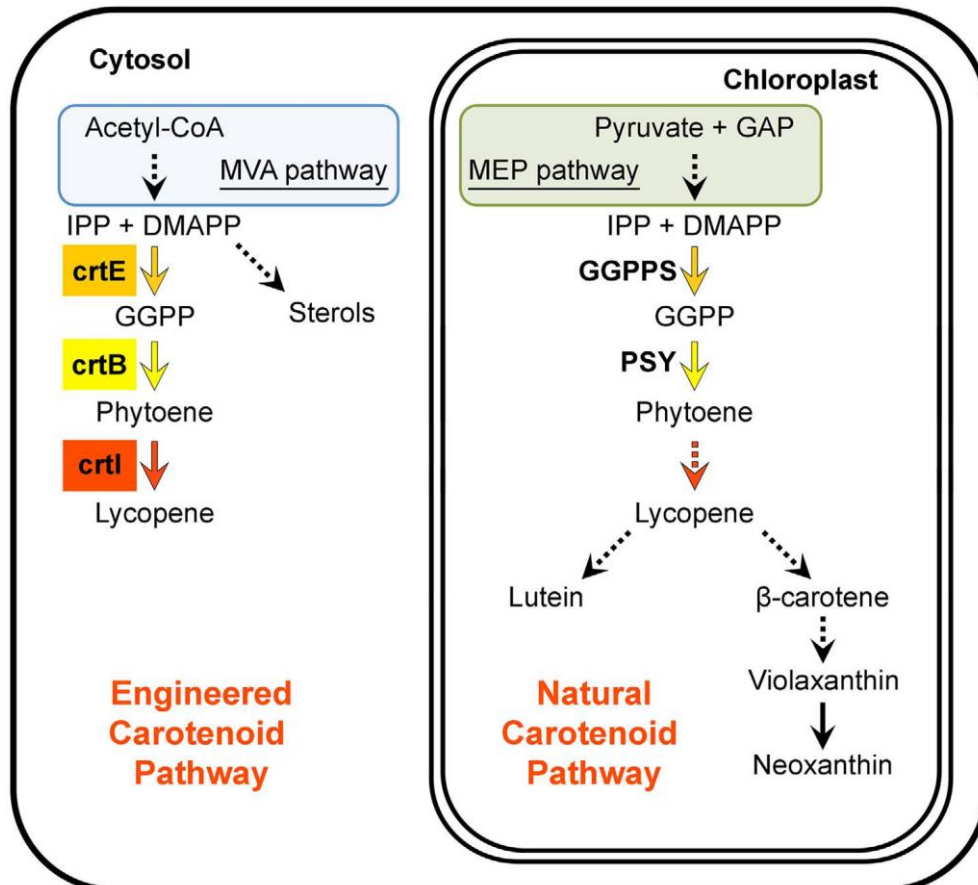 Cytosol
Acetyl-CoA
MVA pathway
IPP + DMAPP
crtE
GGPP
Sterols
crtB
Phytoene
crtI
Lycopene
Engineered
Carotenoid
Pathway
Chloroplast
Pyruvate + GAP
MEP pathway
IPP + DMAPP
GGPPS
GGPP
PSY
Phytoene
Lycopene
Lutein
β-carotene
Violaxanthin
Neoxanthin
Natural
Carotenoid
Pathway